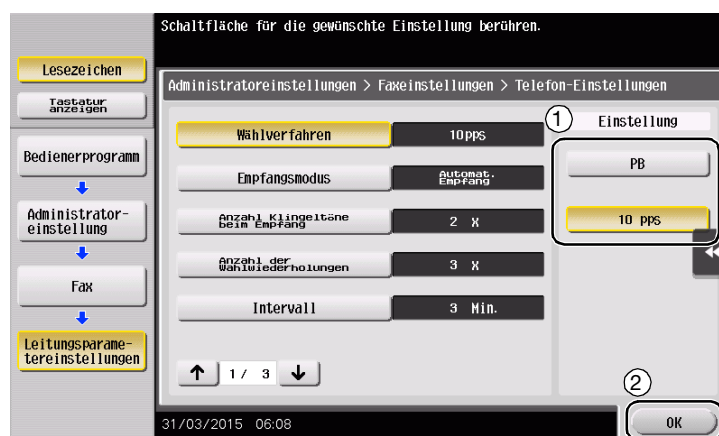 Schaltfläche für die gewünschte Einstellung berühren.
Lesezeichen
Tastatur
anzeigen
Bedienerprogramm
Administrator-
einstellung
Fax
Leitungsparame-
tereinstellungen
Administratoreinstellungen > Faxeinstellungen > Telefon-Einstellungen
Wählverfahren
10pps
Empfangsmodus
Automat.
Empfang
Anzahl Klingeltöne
beim Empfang
2 X
Anzahl der
Wahlwiederholungen
3 X
Intervall
3 Min.
↑ 1/ 3 ↓
1
Einstellung
PB
10 pps
2
OK
31/03/2015 06:08